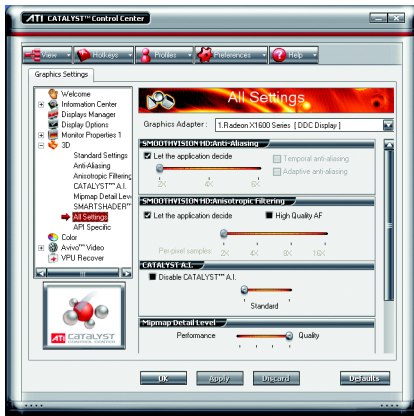 ATI CATALYST™ Control Center
View Hotkeys Profiles Preferences Help
Graphics Settings
Welcome
Information Center
Displays Manager
Display Options
Monitor Properties 1
3D
Standard Settings
Anti-Aliasing
Anisotropic Filtering
CATALYST™ A.I.
Mipmap Detail Leve
SMARTSHADER™
All Settings
API Specific
Color
Avivo™ Video
VPU Recover
ATI CATALYST
CONTROL CENTER
All Settings
Graphics Adapter : 1.Radeon X1600 Series [ DDC Display ]
SMOOTHVISION HD:Anti-Aliasing
Let the application decide
Temporal anti-aliasing
Adaptive anti-aliasing
2X 4X 6X
SMOOTHVISION HD:Anisotropic Filtering
Let the application decide High Quality AF
Per-pixel samples 2X 4X 8X 16X
CATALYST A.I.
Disable CATALYST™ A.I.
Standard
Mipmap Detail Level
Performance Quality
OK Apply Discard Defaults